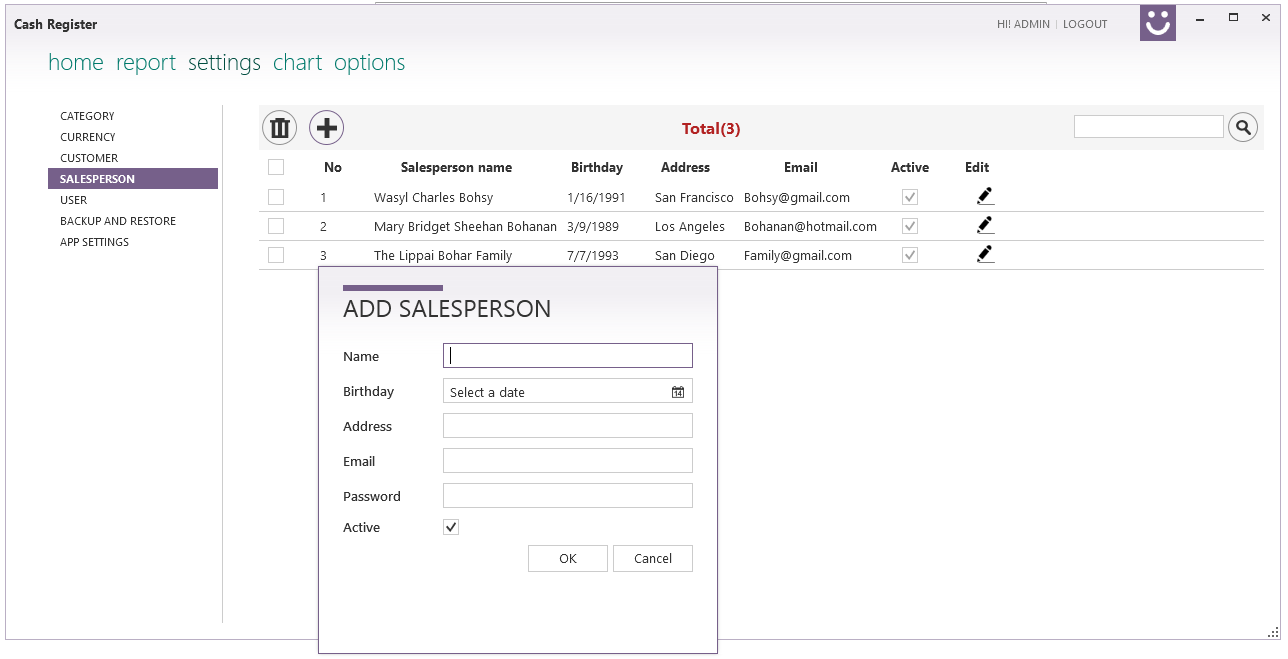 Cash Register
HI! ADMIN | LOGOUT
home report settings chart options
CATEGORY
CURRENCY
CUSTOMER
SALESPERSON
USER
BACKUP AND RESTORE
APP SETTINGS
Total(3)
No Salesperson name Birthday Address Email Active Edit
1 Wasyl Charles Bohsy 1/16/1991 San Francisco Bohsy@gmail.com
2 Mary Bridget Sheehan Bohanan 3/9/1989 Los Angeles Bohanan@hotmail.com
3 The Lippai Bohar Family 7/7/1993 San Diego Family@gmail.com
ADD SALESPERSON
Name
Birthday Select a date 14
Address
Email
Password
Active
OK Cancel